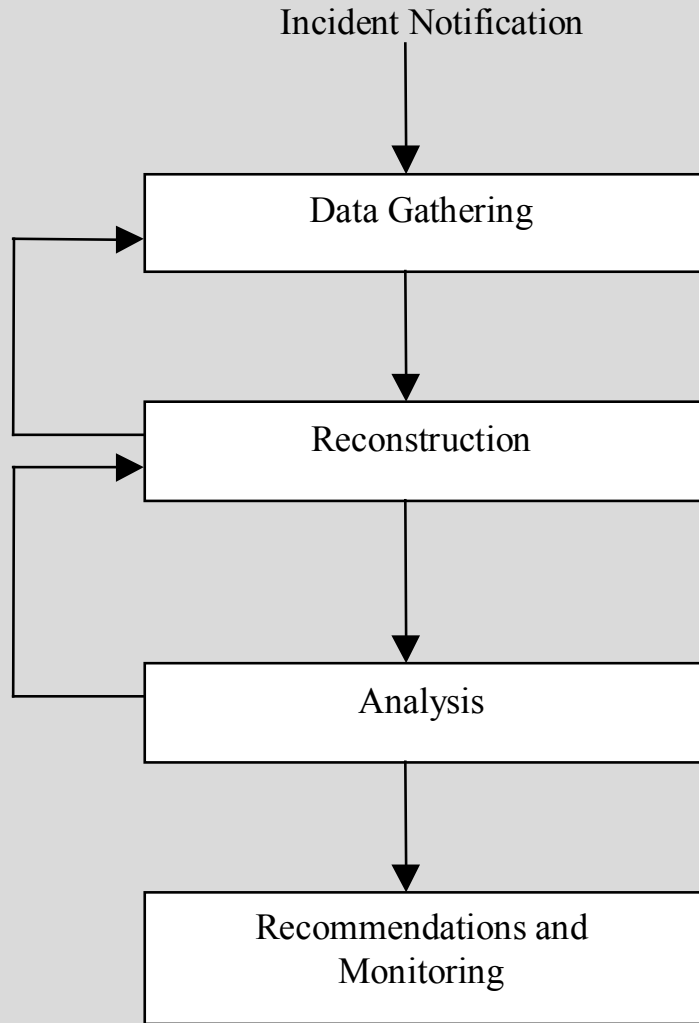 Incident Notification
Data Gathering
Reconstruction
Analysis
Recommendations and
Monitoring